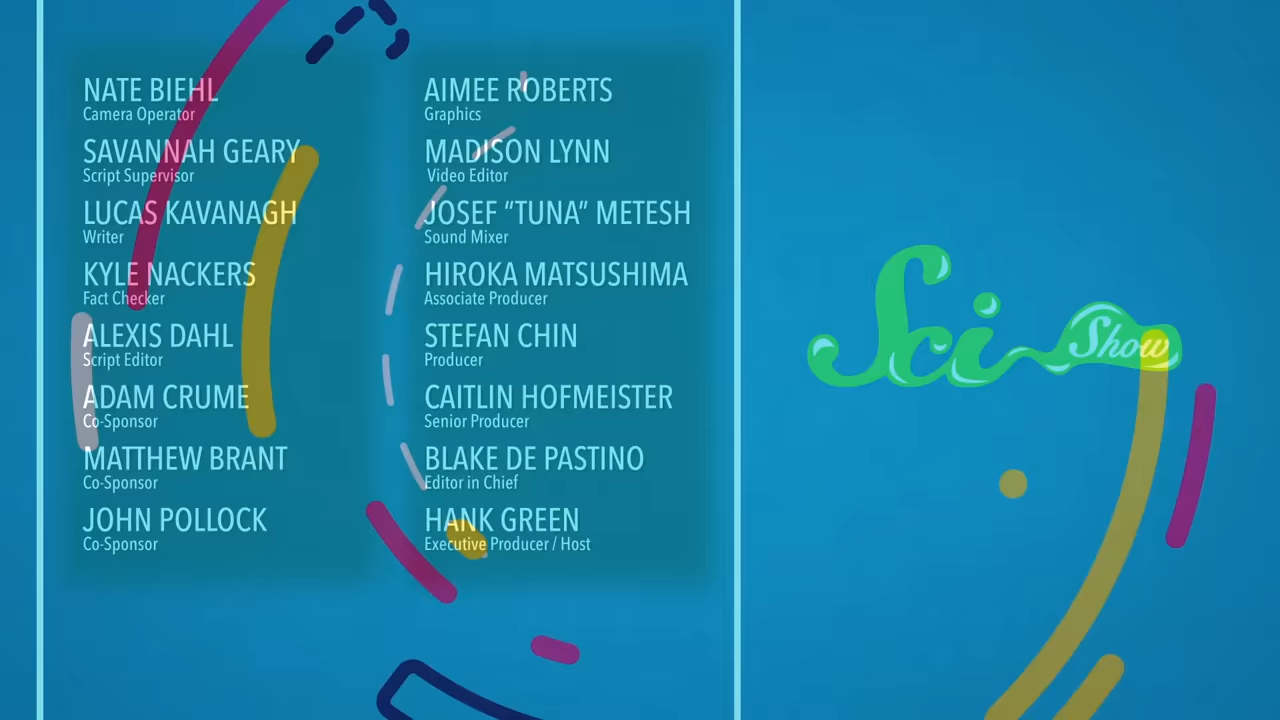 NATE BIEHL
Camera Operator
SAVANNAH GEARY
Script Supervisor
LUCAS KAVANAGH
Writer
KYLE NACKERS
Fact Checker
ALEXIS DAHL
Script Editor
ADAM CRUME
Co-Sponsor
MATTHEW BRANT
Co-Sponsor
JOHN POLLOCK
Co-Sponsor
AIMEE ROBERTS
Graphics
MADISON LYNN
Video Editor
JOSEF “TUNA” METESH
Sound Mixer
HIROKA MATSUSHIMA
Associate Producer
STEFAN CHIN
Producer
CAITLIN HOFMEISTER
Senior Producer
BLAKE DE PASTINO
Editor in Chief
HANK GREEN
Executive Producer / Host
Sci Show